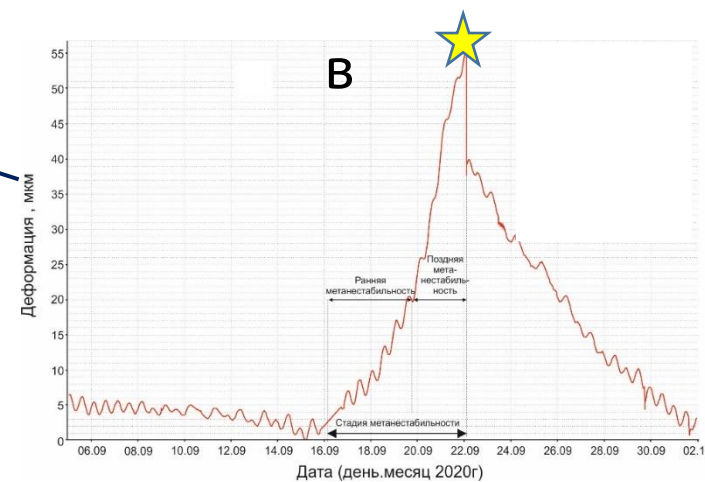 B
Деформация , мкм
55
50
45
40
35
30
25
20
15
10
5
0
Ранняя
метанестабильность
Поздняя
мета-
нестабиль-
ность
Стадия метанестабильности
06.09 08.09 10.09 12.09 14.09 16.09 18.09 20.09 22.09 24.09 26.09 28.09 30.09 02.1
Дата (день.месяц 2020г)